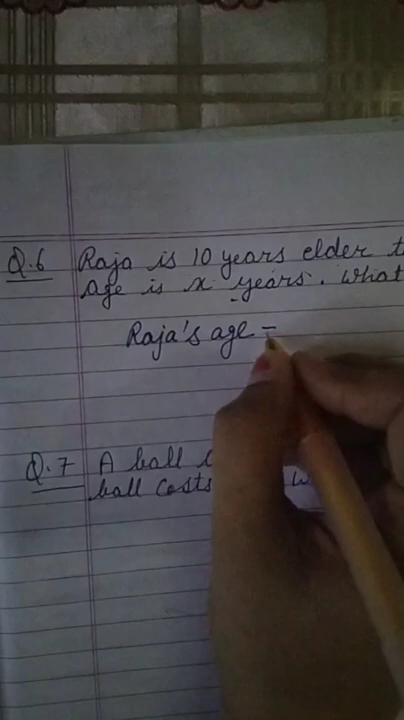 Q.6 Raja is 10 years elder
Age is x years. What
Raja's age =
Q.7 A ball
ball costs